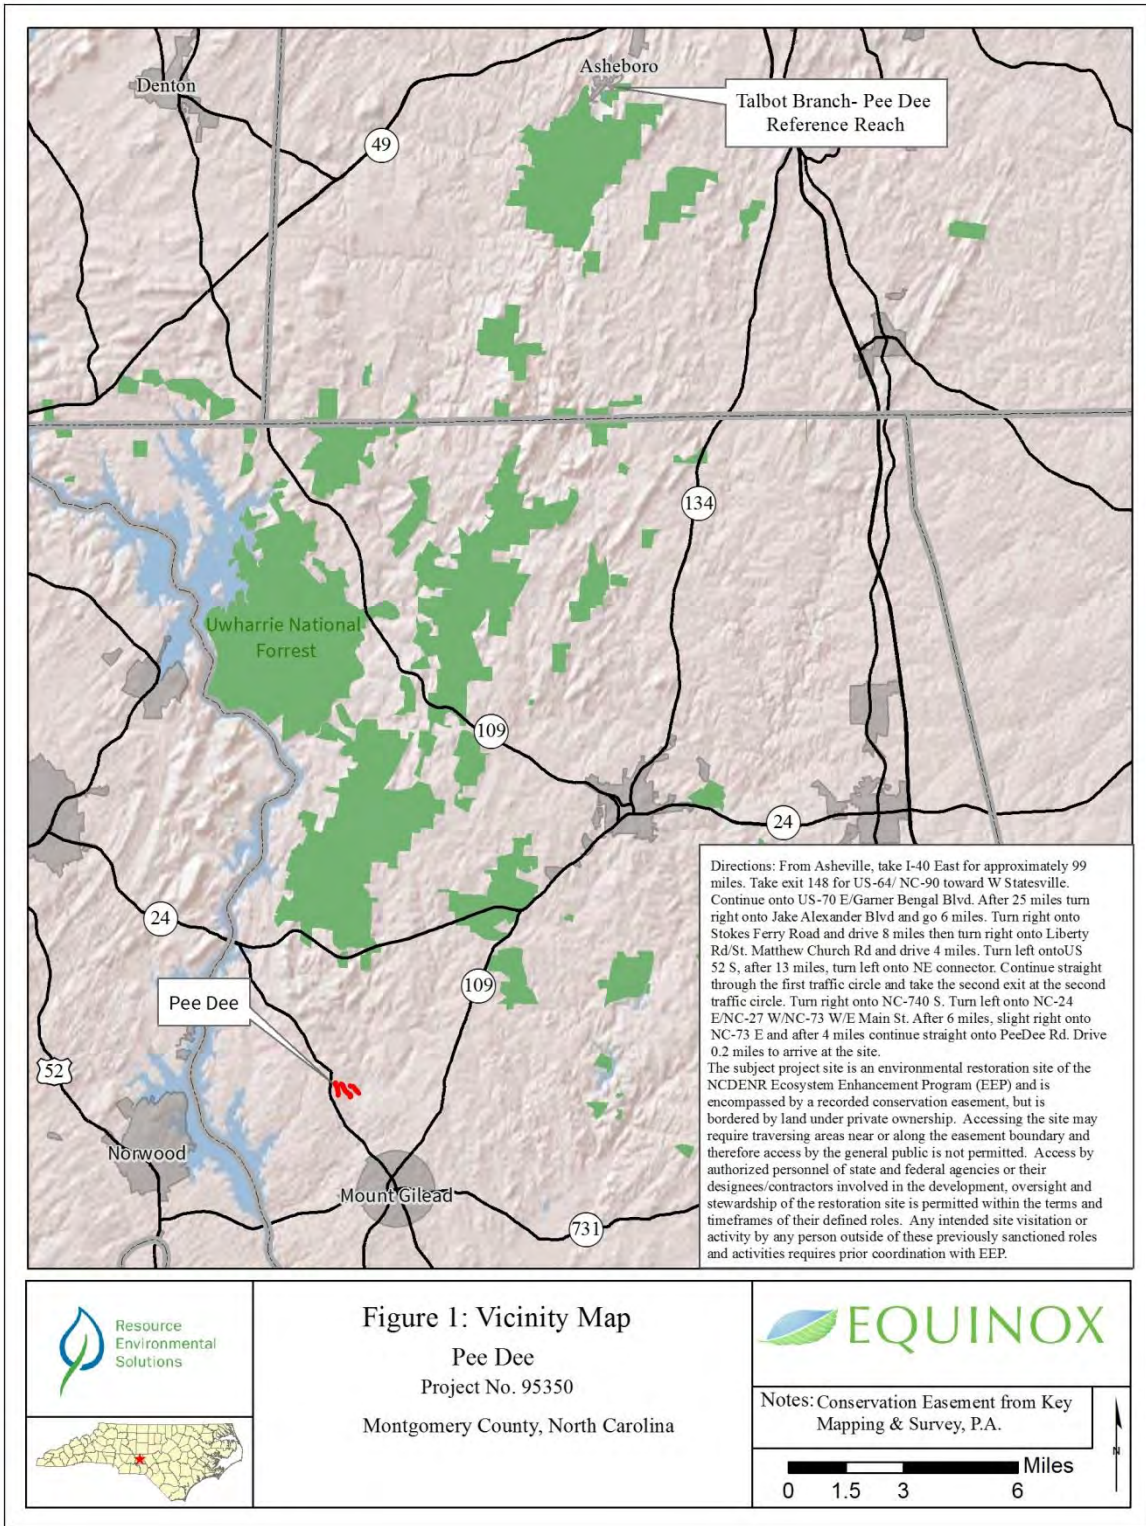 Asheboro
Denton
Talbot Branch- Pee Dee
Reference Reach
49
134
Uwharrie National
Forrest
109
24
24
109
Pee Dee
52
Norwood
Mount Gilead
731
Directions: From Asheville, take I-40 East for approximately 99
miles. Take exit 148 for US-64/ NC-90 toward W Statesville.
Continue onto US-70 E/Garner Bengal Blvd. After 25 miles turn
right onto Jake Alexander Blvd and go 6 miles. Turn right onto
Stokes Ferry Road and drive 8 miles then turn right onto Liberty
Rd/St. Matthew Church Rd and drive 4 miles. Turn left ontoUS
52 S, after 13 miles, turn left onto NE connector. Continue straight
through the first traffic circle and take the second exit at the second
traffic circle. Turn right onto NC-740 S. Turn left onto NC-24
E/NC-27 W/NC-73 W/E Main St. After 6 miles, slight right onto
NC-73 E and after 4 miles continue straight onto PeeDee Rd. Drive
0.2 miles to arrive at the site.
The subject project site is an environmental restoration site of the
NCDENR Ecosystem Enhancement Program (EEP) and is
encompassed by a recorded conservation easement, but is
bordered by land under private ownership. Accessing the site may
require traversing areas near or along the easement boundary and
therefore access by the general public is not permitted. Access by
authorized personnel of state and federal agencies or their
designees/contractors involved in the development, oversight and
stewardship of the restoration site is permitted within the terms and
timeframes of their defined roles. Any intended site visitation or
activity by any person outside of these previously sanctioned roles
and activities requires prior coordination with EEP.
Resource
Environmental
Solutions
Figure 1: Vicinity Map
Pee Dee
Project No. 95350
Montgomery County, North Carolina
EQUINOX
Notes: Conservation Easement from Key
Mapping & Survey, P.A.
N
Miles
0 1.5 3 6